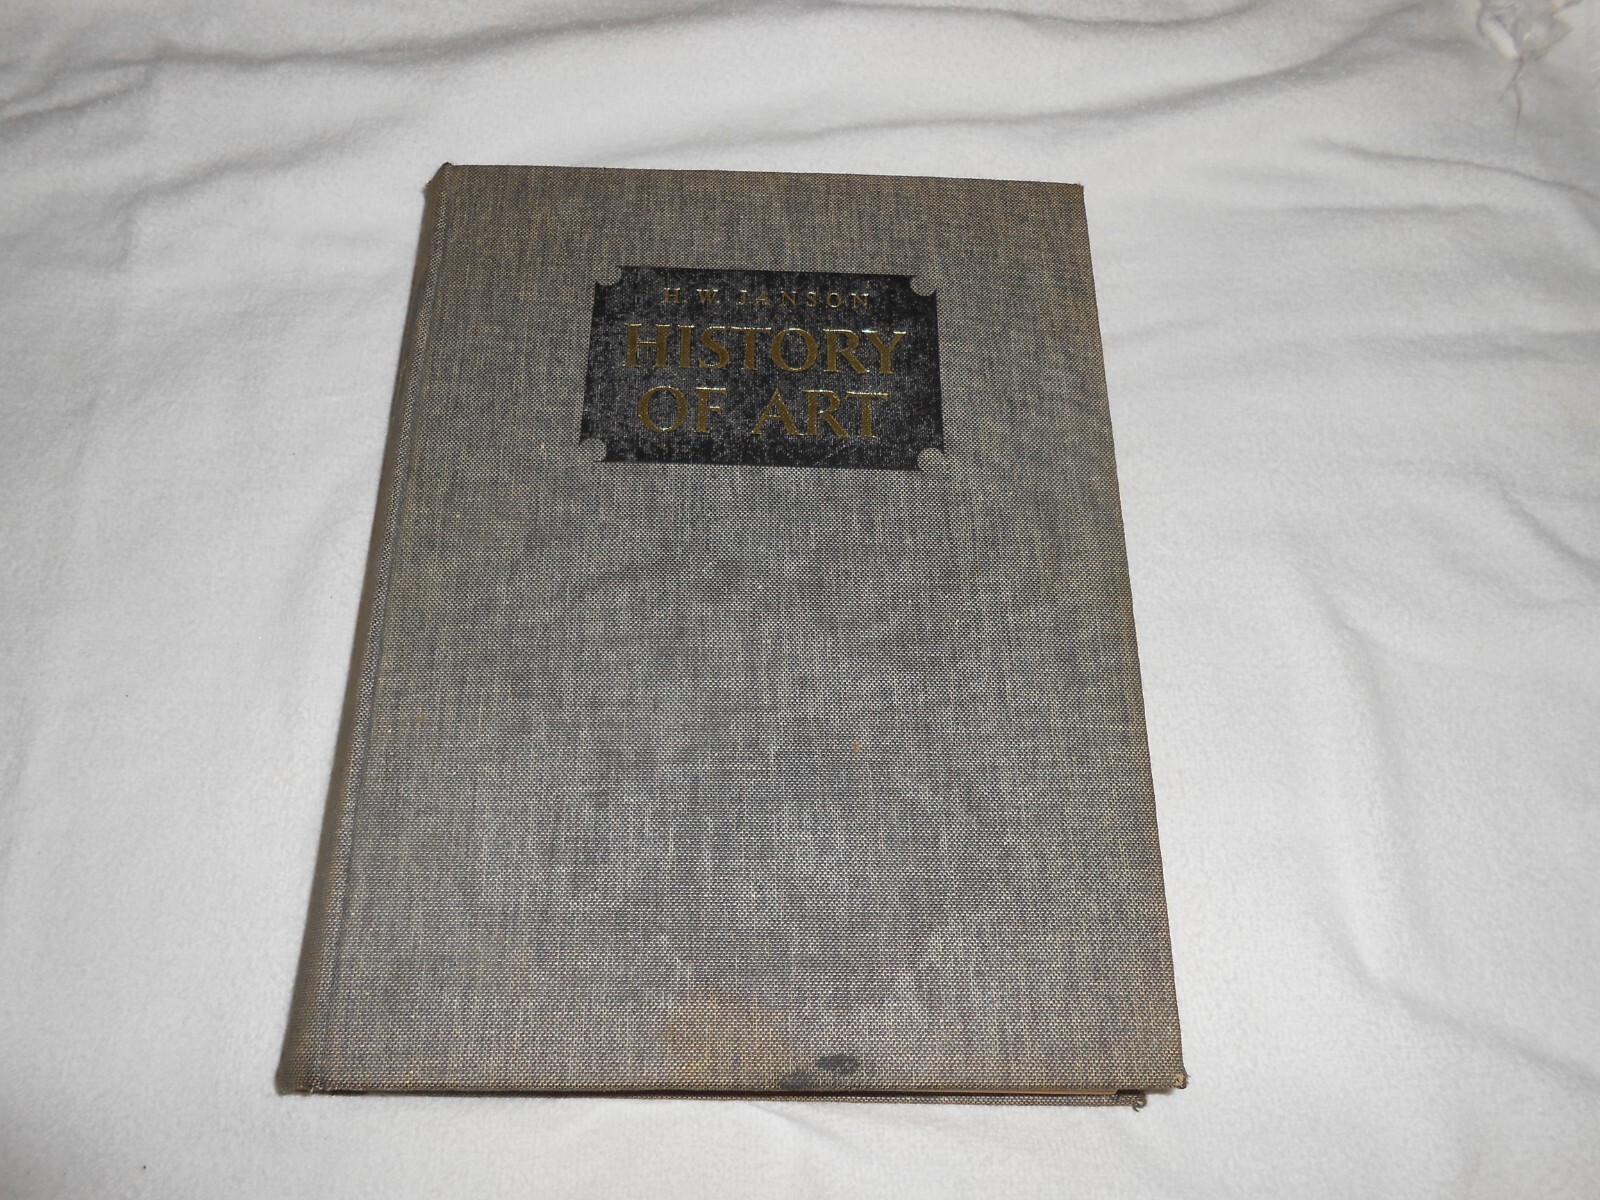 H. W. JANSON
HISTORY
OF ART